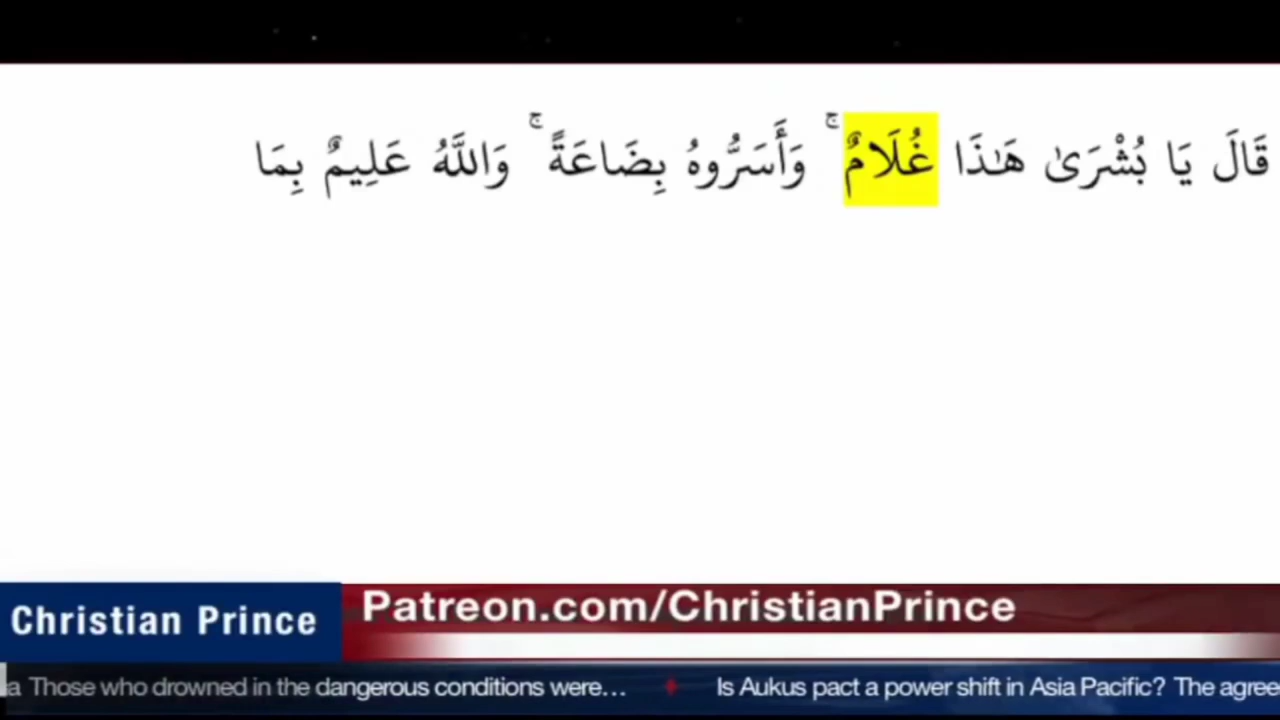 قَالَ يَا بُشْرَىٰ هَـٰذَا غُلَامٌ ۚ وَأَسَرُّوهُ بِضَاعَةً ۚ وَاللَّهُ عَلِيمٌ بِمَا
Christian Prince
Patreon.com/ChristianPrince
a Those who drowned in the dangerous conditions were… ♦ Is Aukus pact a power shift in Asia Pacific? The agree